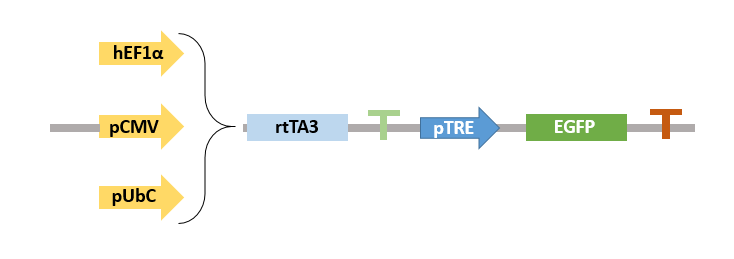 hEF1α
pCMV
pUbC
rtTA3
pTRE
EGFP